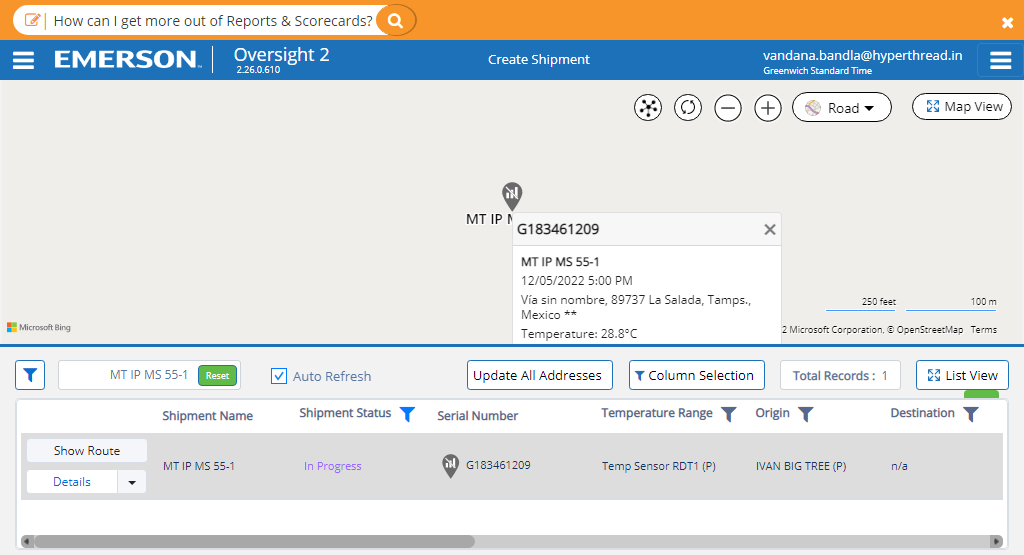 How can I get more out of Reports & Scorecards?
EMERSON
Oversight 2
2.26.0.610
Create Shipment
vandana.bandla@hyperthread.in
Greenwich Standard Time
Road
Map View
MT IP M
G183461209
MT IP MS 55-1
12/05/2022 5:00 PM
Vía sin nombre, 89737 La Salada, Tamps.,
Mexico **
Temperature: 28.8°C
250 feet
100 m
Microsoft Bing
2 Microsoft Corporation, © OpenStreetMap Terms
MT IP MS 55-1
Reset
Auto Refresh
Update All Addresses
Column Selection
Total Records : 1
List View
Shipment Name
Shipment Status
Serial Number
Temperature Range
Origin
Destination
Show Route
Details
MT IP MS 55-1
In Progress
G183461209
Temp Sensor RDT1 (P)
IVAN BIG TREE (P)
n/a